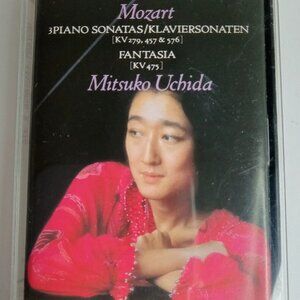 Mozart
3PIANO SONATAS/KLAVIERSONATEN
[KV 279, 457 & 576]
FANTASIA
[KV 475]
Mitsuko Uchida